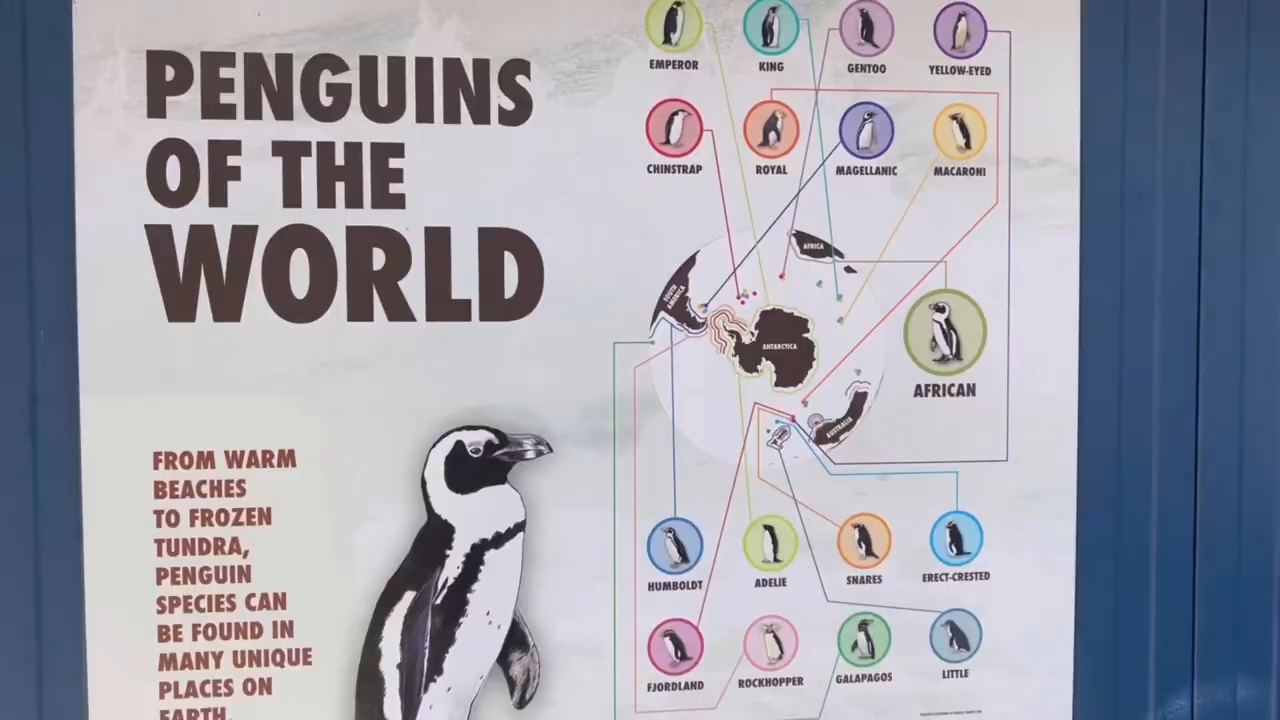 PENGUINS
OF THE
WORLD
FROM WARM
BEACHES
TO FROZEN
TUNDRA,
PENGUIN
SPECIES CAN
BE FOUND IN
MANY UNIQUE
PLACES ON
EARTH.
EMPEROR
KING
GENTOO
YELLOW-EYED
CHINSTRAP
ROYAL
MAGELLANIC
MACARONI
AFRICA
SOUTH
AMERICA
ANTARCTICA
AUSTRALIA
AFRICAN
HUMBOLDT
ADELIE
SNARES
ERECT-CRESTED
FJORDLAND
ROCKHOPPER
GALAPAGOS
LITTLE